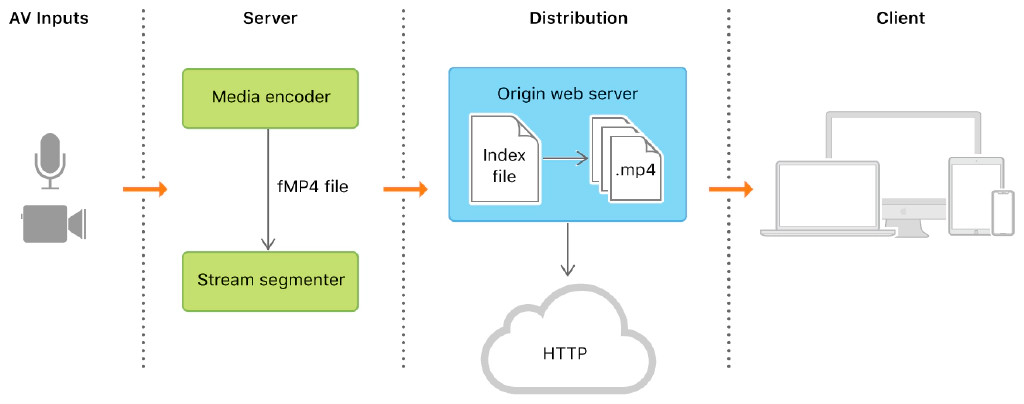 AV Inputs
Server
Distribution
Client
Media encoder
fMP4 file
Stream segmenter
Origin web server
Index
file
.mp4
HTTP